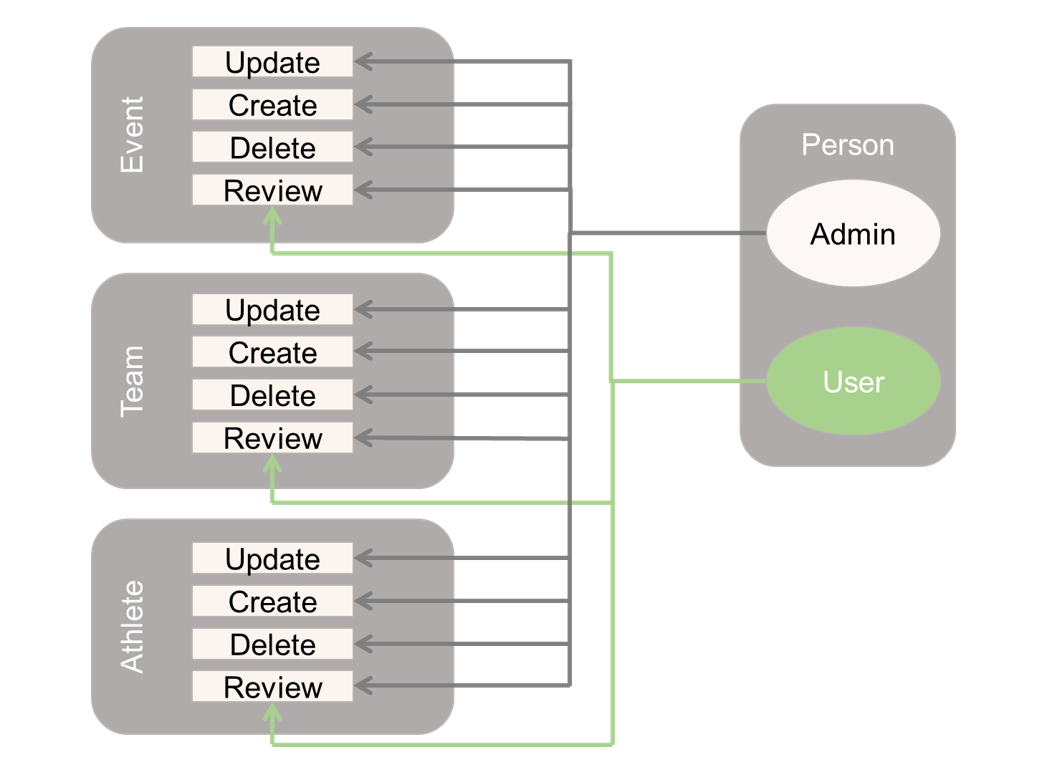 Event
Update
Create
Delete
Review
Team
Update
Create
Delete
Review
Athlete
Update
Create
Delete
Review
Person
Admin
User